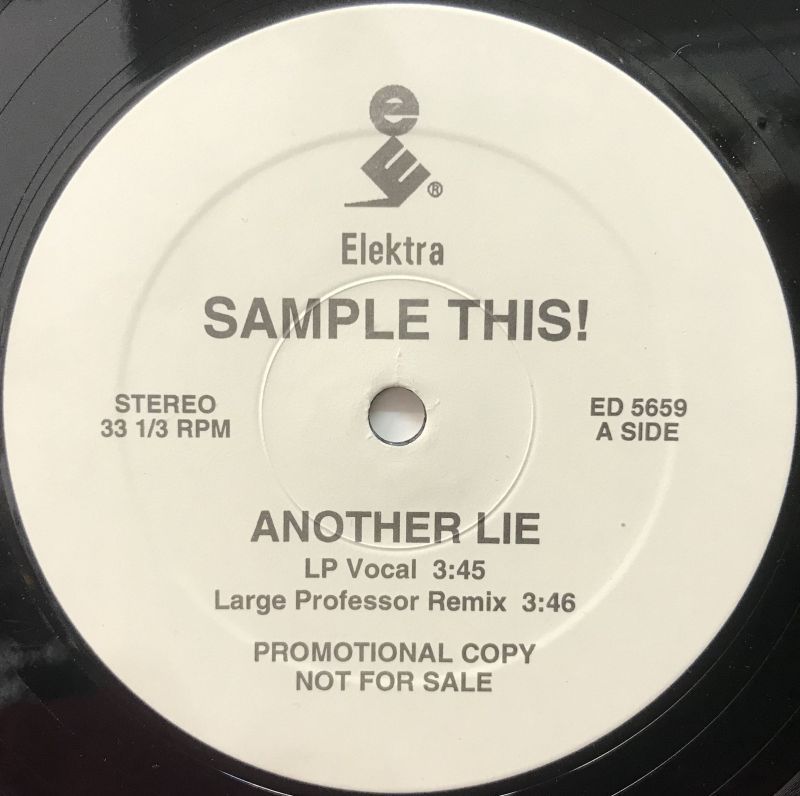 e
E ®
Elektra
SAMPLE THIS!
STEREO
33 1/3 RPM
ED 5659
A SIDE
ANOTHER LIE
LP Vocal 3:45
Large Professor Remix 3:46
PROMOTIONAL COPY
NOT FOR SALE